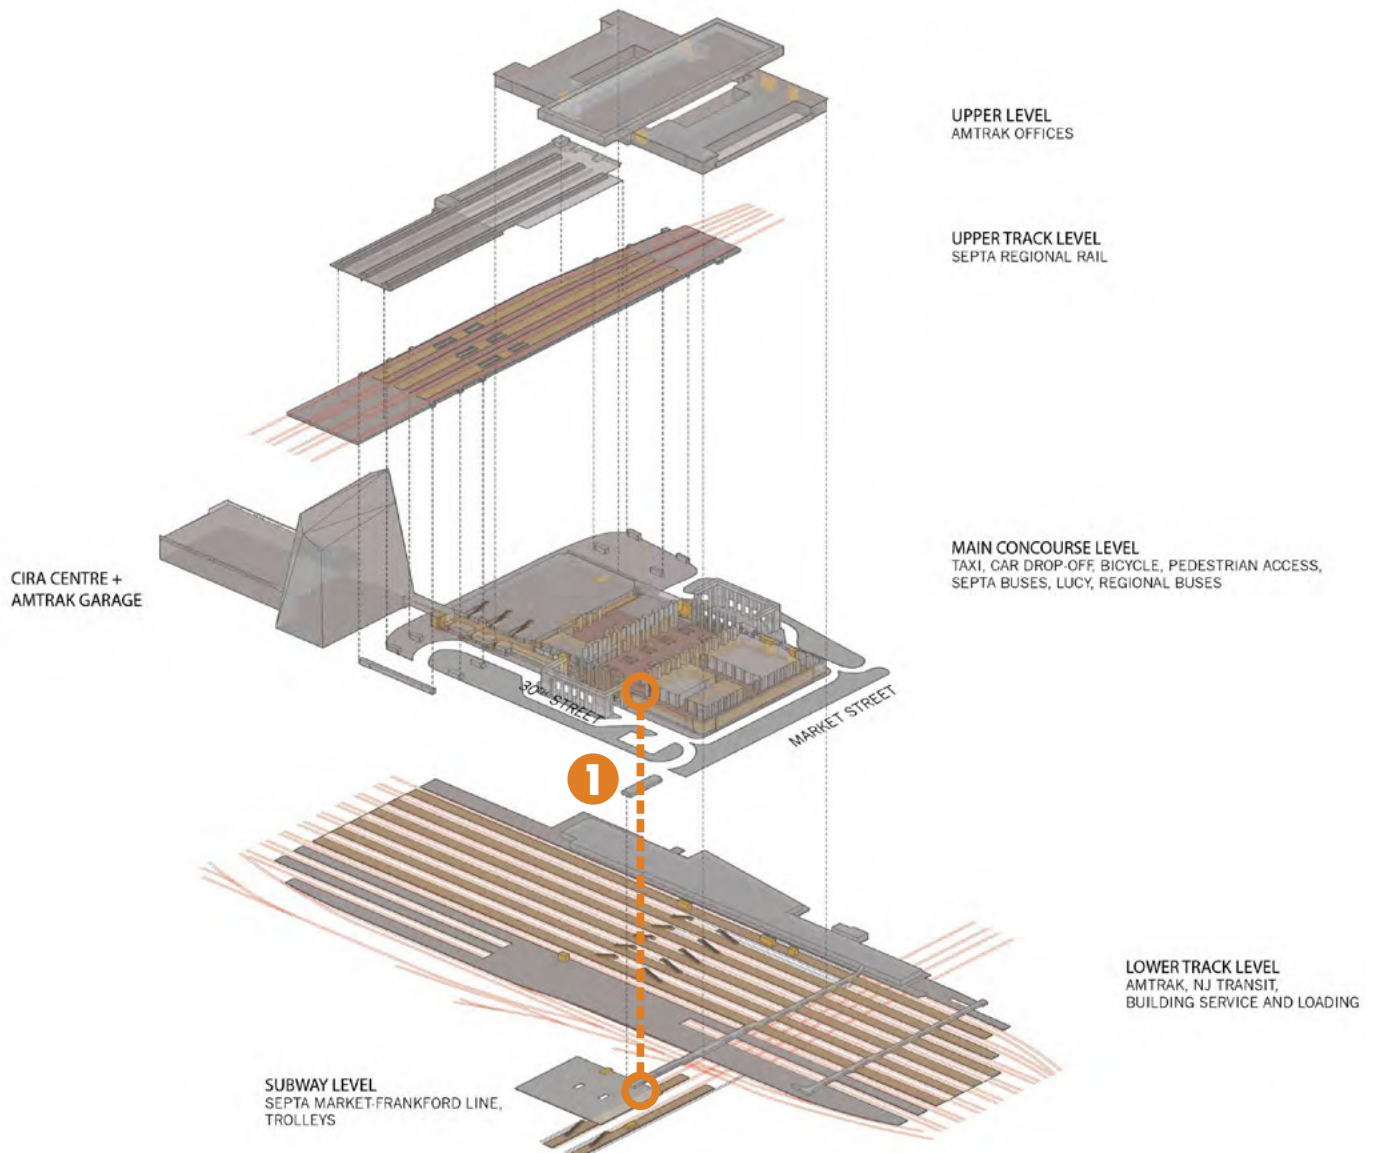 UPPER LEVEL
AMTRAK OFFICES
UPPER TRACK LEVEL
SEPTA REGIONAL RAIL
MAIN CONCOURSE LEVEL
TAXI, CAR DROP-OFF, BICYCLE, PEDESTRIAN ACCESS,
SEPTA BUSES, LUCY, REGIONAL BUSES
CIRA CENTRE +
AMTRAK GARAGE
30TH STREET
MARKET STREET
1
LOWER TRACK LEVEL
AMTRAK, NJ TRANSIT,
BUILDING SERVICE AND LOADING
SUBWAY LEVEL
SEPTA MARKET-FRANKFORD LINE,
TROLLEYS